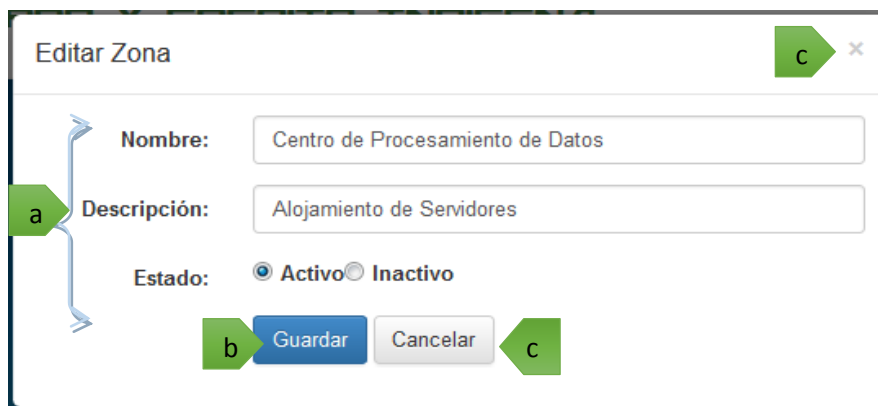 Editar Zona
c
×
Nombre:
Centro de Procesamiento de Datos
a
Descripción:
Alojamiento de Servidores
Estado:
Activo Inactivo
b
Guardar
Cancelar
c